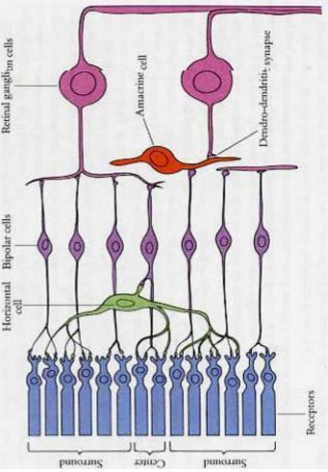 Retinal ganglion cells
Amacrine cell
Dendro-dendritic synapse
Bipolar cells
Horizontal
cell
Receptors
Surround
Center
Surround